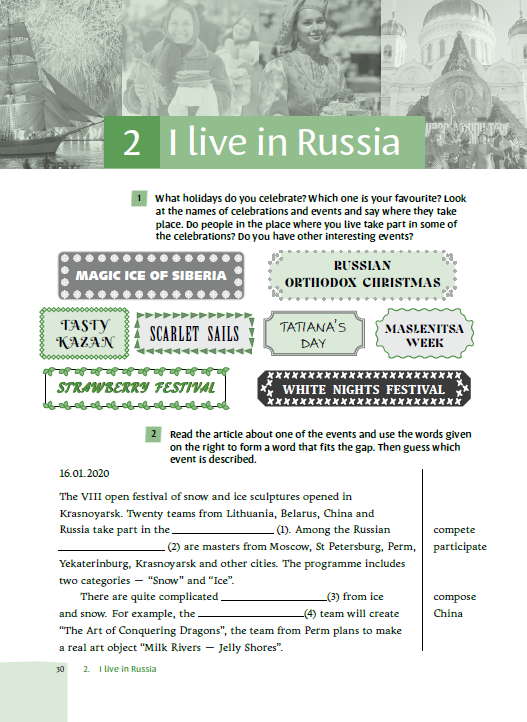 2 I live in Russia
1 What holidays do you celebrate? Which one is your favourite? Look
at the names of celebrations and events and say where they take
place. Do people in the place where you live take part in some of
the celebrations? Do you have other interesting events?
MAGIC ICE OF SIBERIA
RUSSIAN
ORTHODOX CHRISTMAS
TASTY
KAZAN
SCARLET SAILS
TATIANA'S
DAY
MASLENITSA
WEEK
STRAWBERRY FESTIVAL
WHITE NIGHTS FESTIVAL
2 Read the article about one of the events and use the words given
on the right to form a word that fits the gap. Then guess which
event is described.
16.01.2020
The VIII open festival of snow and ice sculptures opened in
Krasnoyarsk. Twenty teams from Lithuania, Belarus, China and
Russia take part in the ____________ (1). Among the Russian compete
____________ (2) are masters from Moscow, St Petersburg, Perm, participate
Yekaterinburg, Krasnoyarsk and other cities. The programme includes
two categories — “Snow” and “Ice”.
There are quite complicated ____________(3) from ice compose
and snow. For example, the ____________(4) team will create China
“The Art of Conquering Dragons”, the team from Perm plans to make
a real art object “Milk Rivers — Jelly Shores”.
30 2. I live in Russia